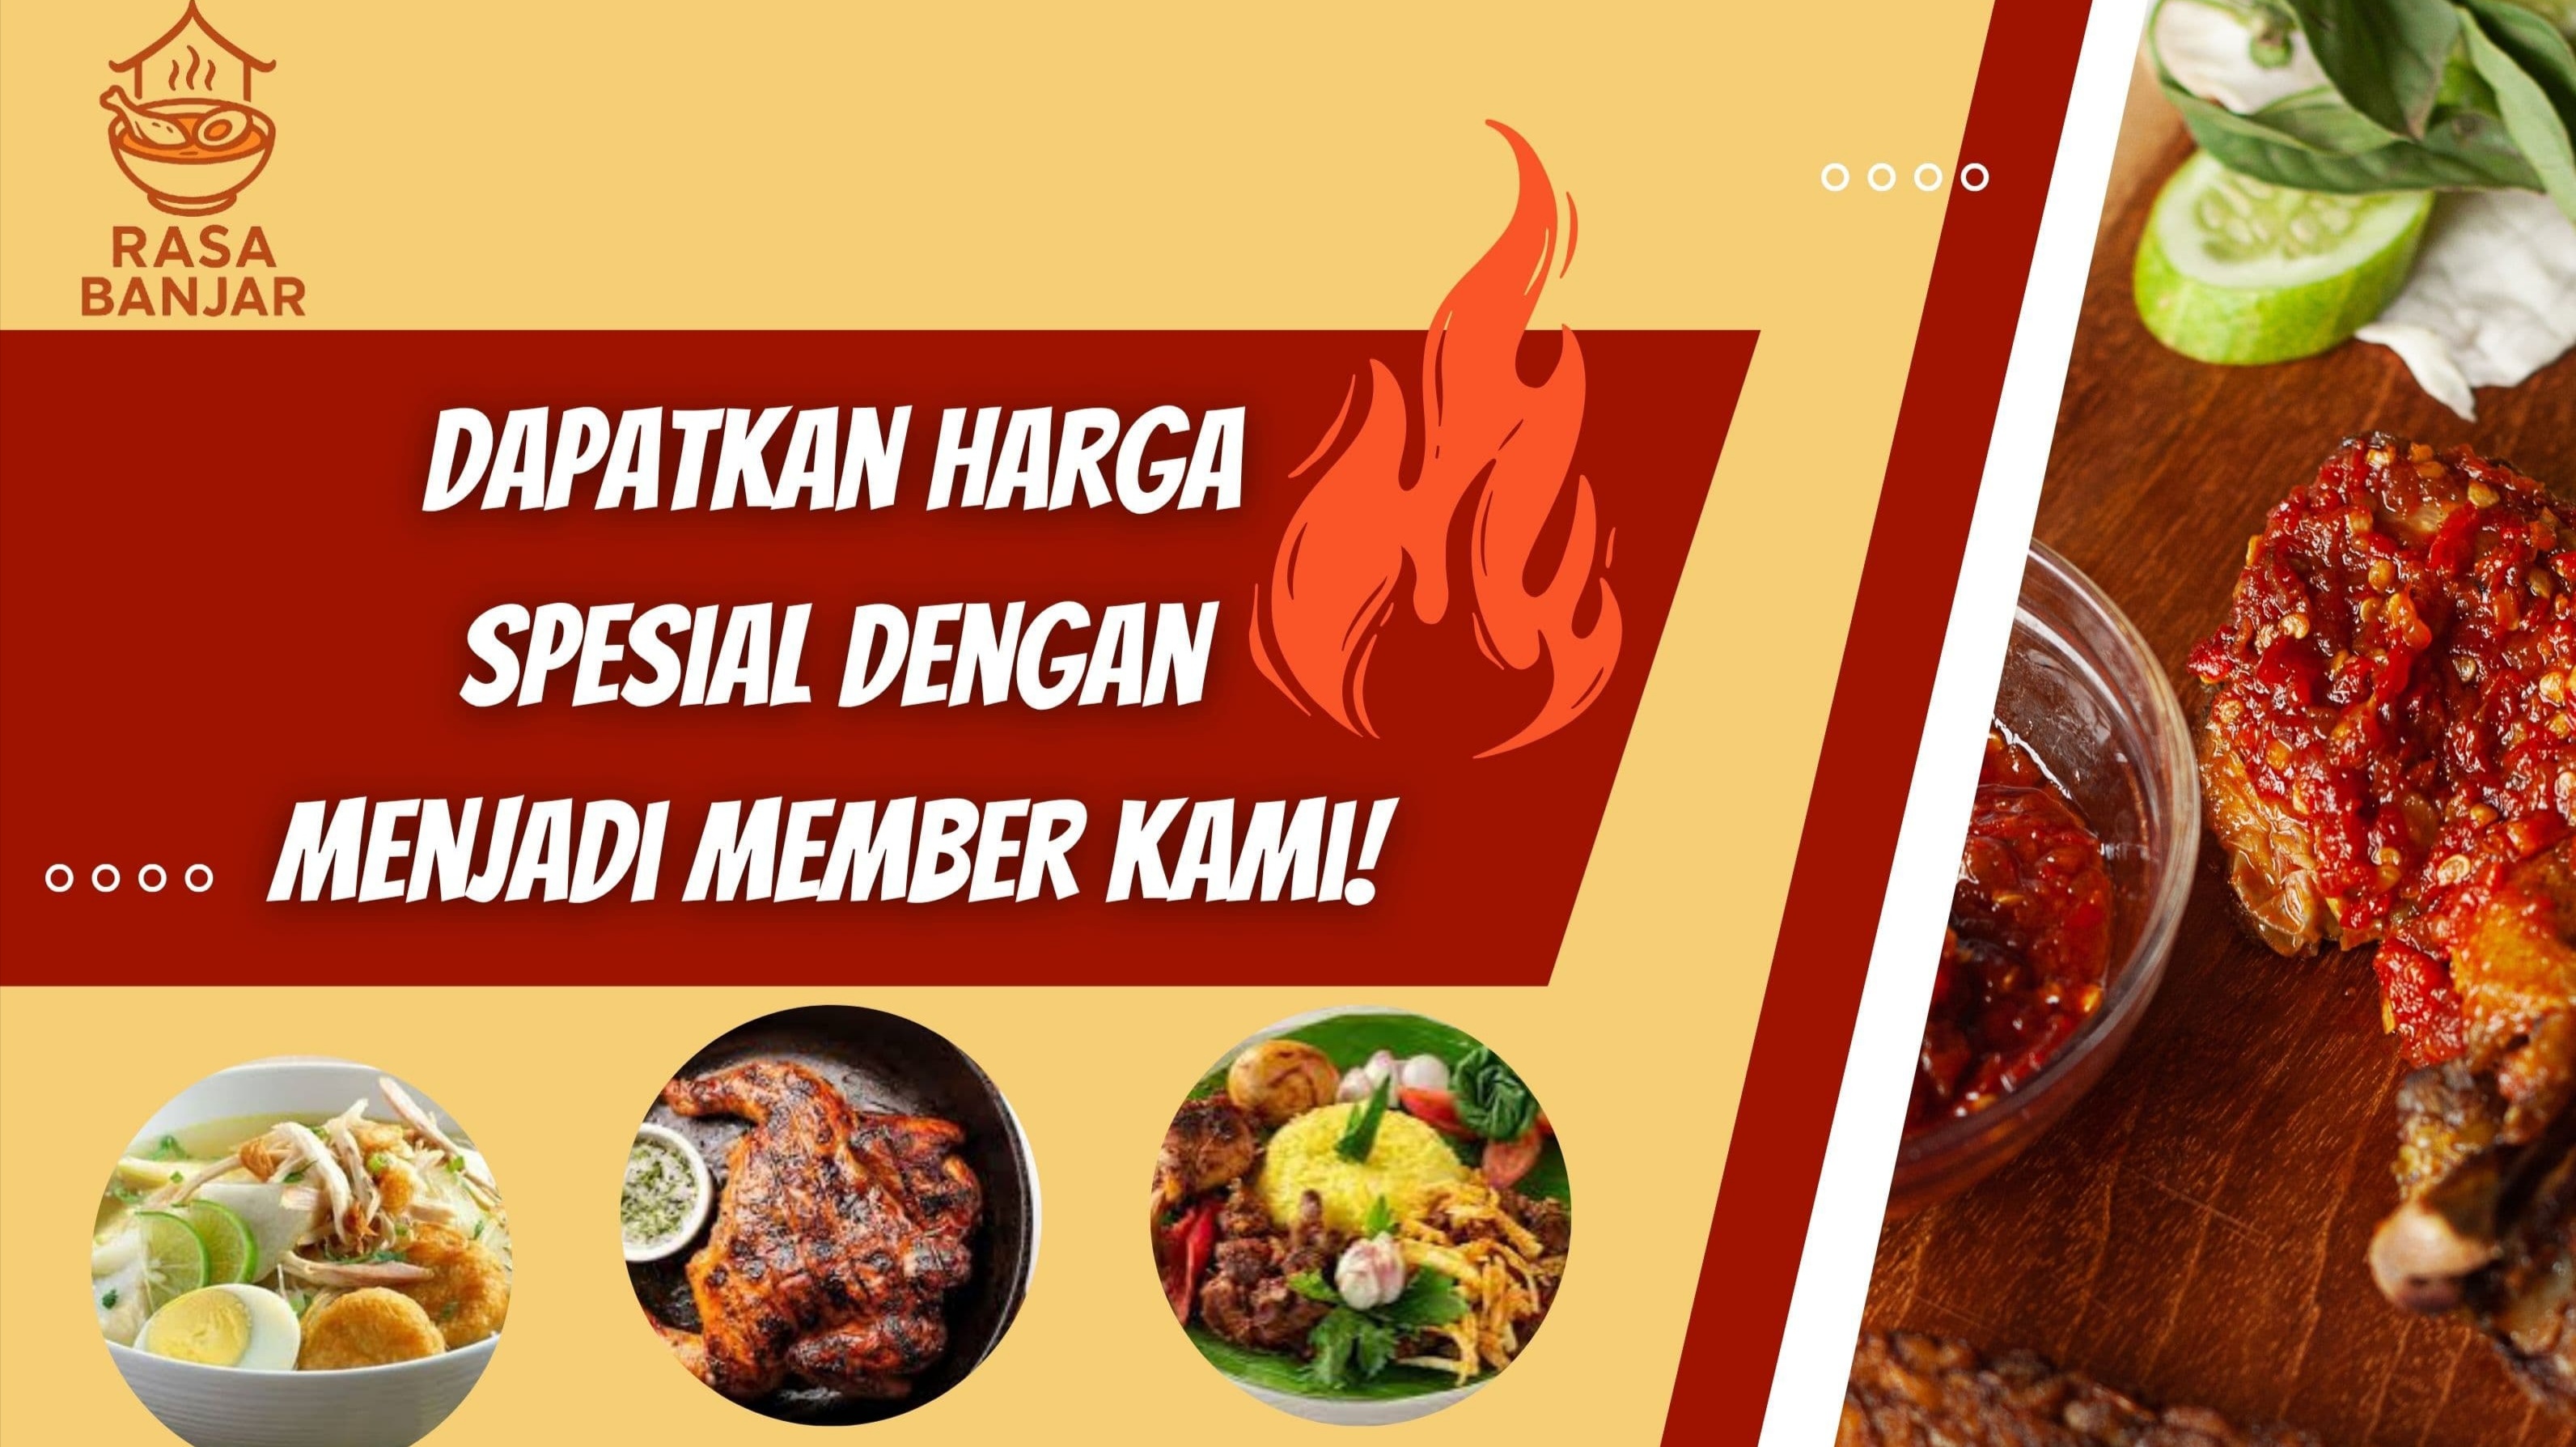 RASA
BANJAR
DAPATKAN HARGA
SPESIAL DENGAN
MENJADI MEMBER KAMI!